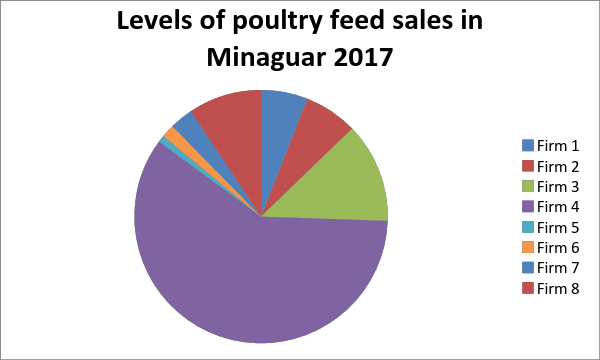 Levels of poultry feed sales in
Minaguar 2017
Firm 1
Firm 2
Firm 3
Firm 4
Firm 5
Firm 6
Firm 7
Firm 8